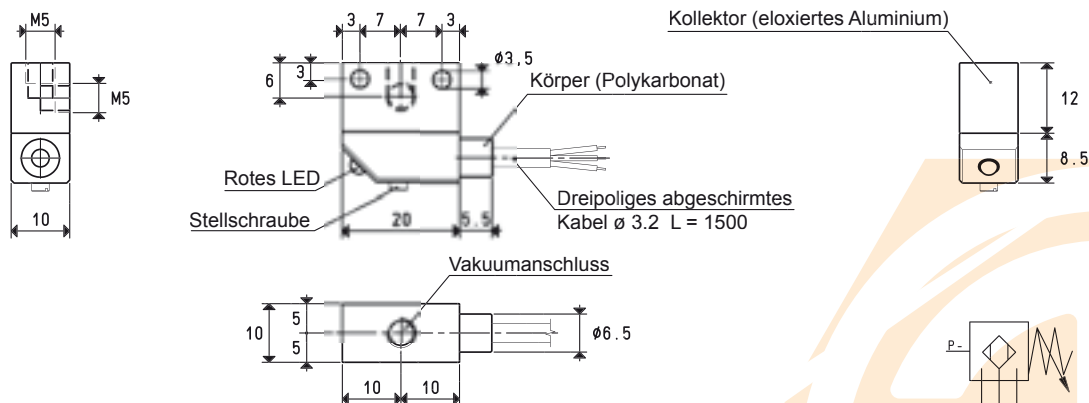 M5
M5
10
3 7 7 3
3
6
ø3,5
Körper (Polykarbonat)
Rotes LED
Stellschraube
20
5.5
Dreipoliges abgeschirmtes
Kabel ø 3.2 L = 1500
Kollektor (eloxiertes Aluminium)
12
8.5
Vakuumanschluss
10
5
5
ø6.5
10 10
P-